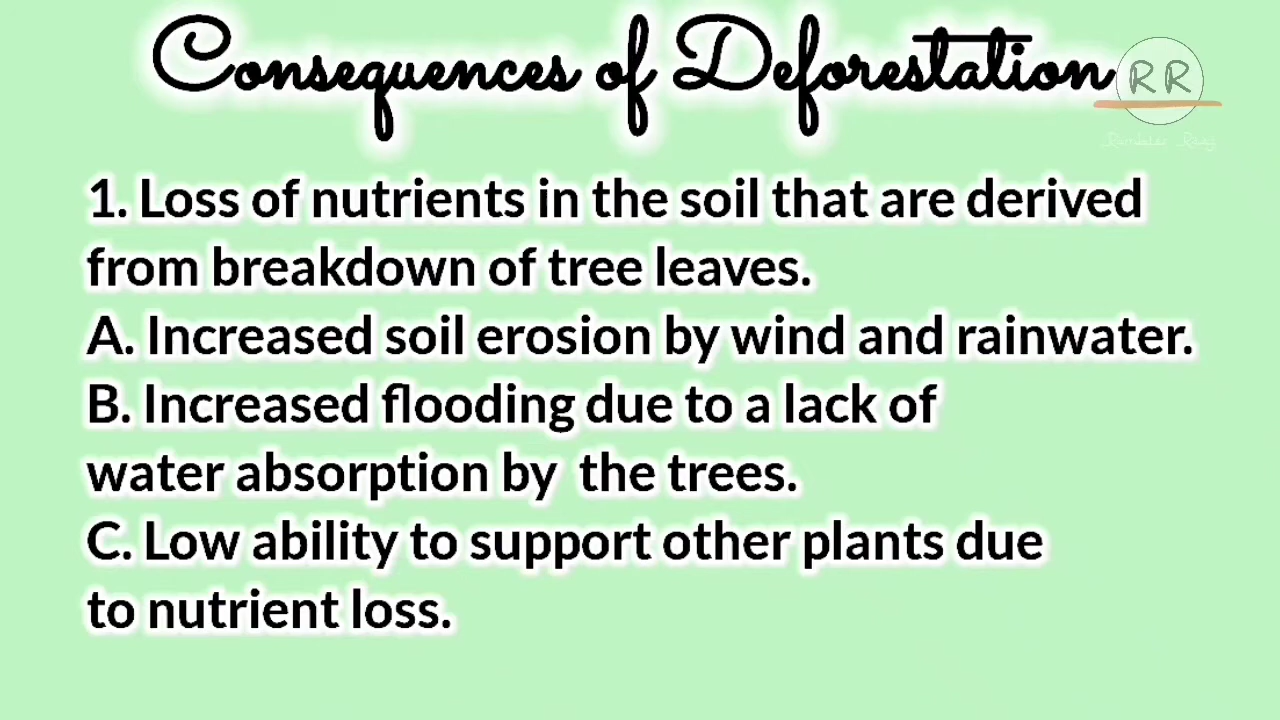 Consequences of Deforestation
RR
1. Loss of nutrients in the soil that are derived
from breakdown of tree leaves.
A. Increased soil erosion by wind and rainwater.
B. Increased flooding due to a lack of
water absorption by the trees.
C. Low ability to support other plants due
to nutrient loss.